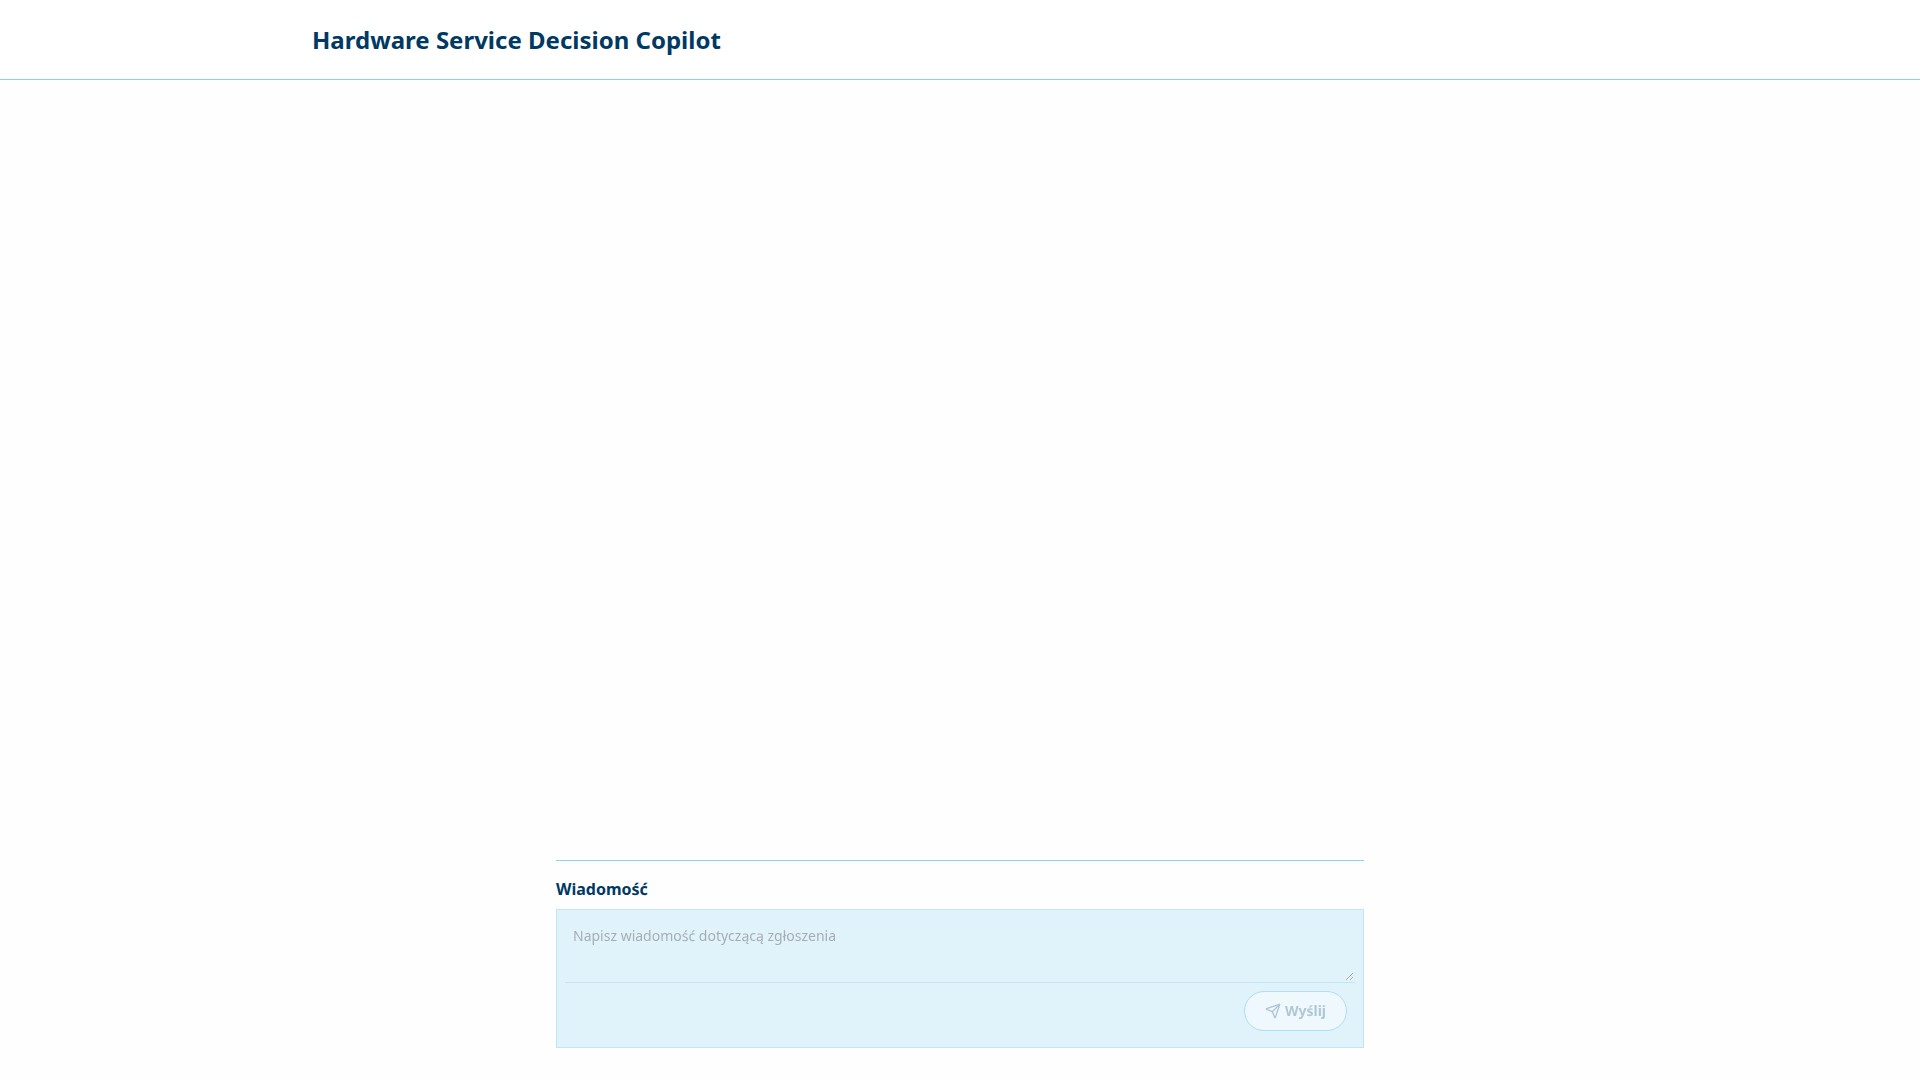 Hardware Service Decision Copilot
Wiadomość
Napisz wiadomość dotyczącą zgłoszenia
Wyślij